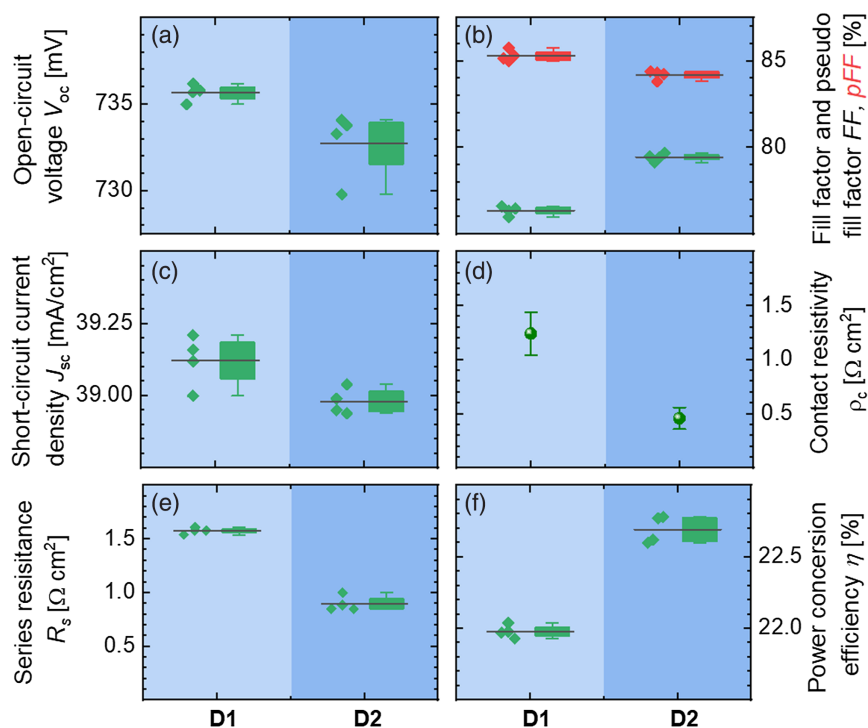 (a)
Open-circuit
voltage Voc [mV]
735
730
(b)
Fill factor and pseudo
fill factor FF, pFF [%]
85
80
(c)
Short-circuit current
density Jsc [mA/cm²]
39.25
39.00
(d)
Contact resistivity
ρc [Ω cm²]
1.5
1.0
0.5
(e)
Series resisitance
Rs [Ω cm²]
1.5
1.0
0.5
(f)
Power concersion
efficiency η [%]
22.5
22.0
D1
D2
D1
D2